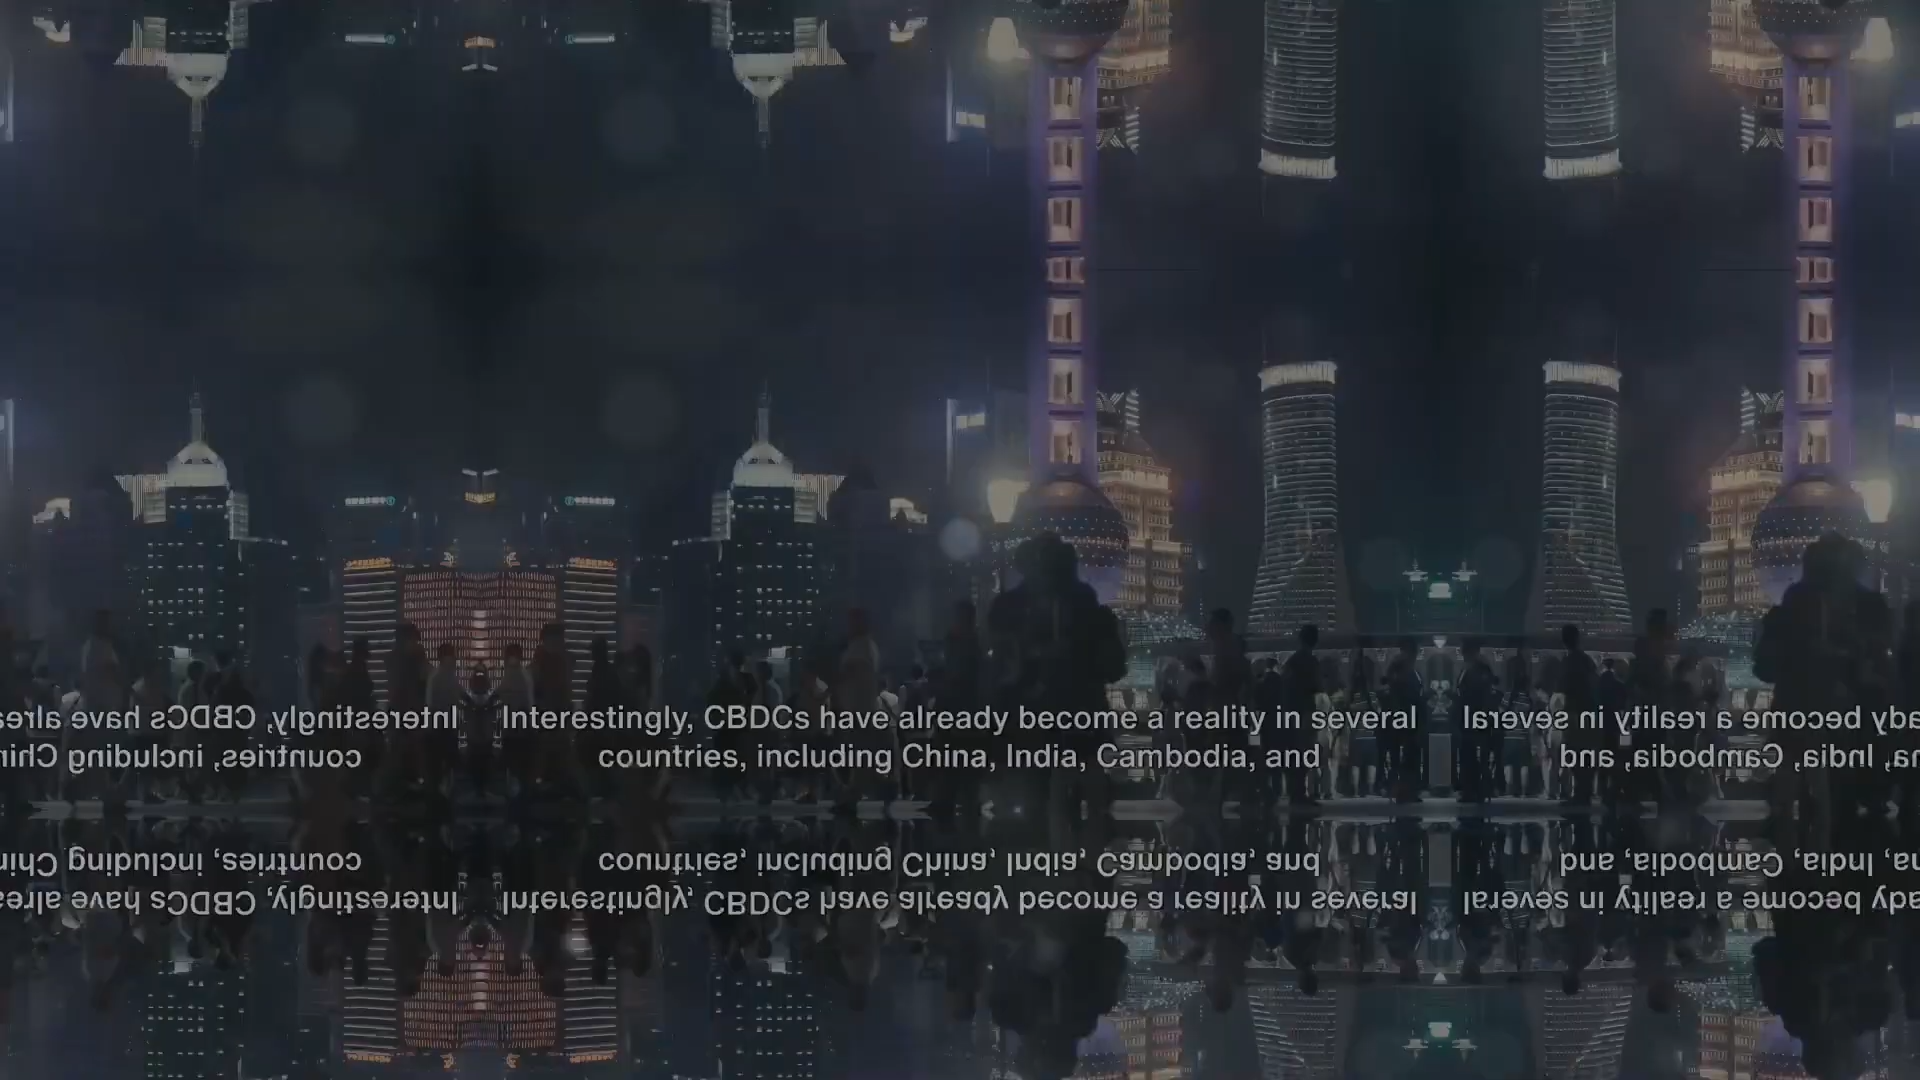 Interestingly, CBDCs have already become a reality in several
countries, including China, India, Cambodia, and